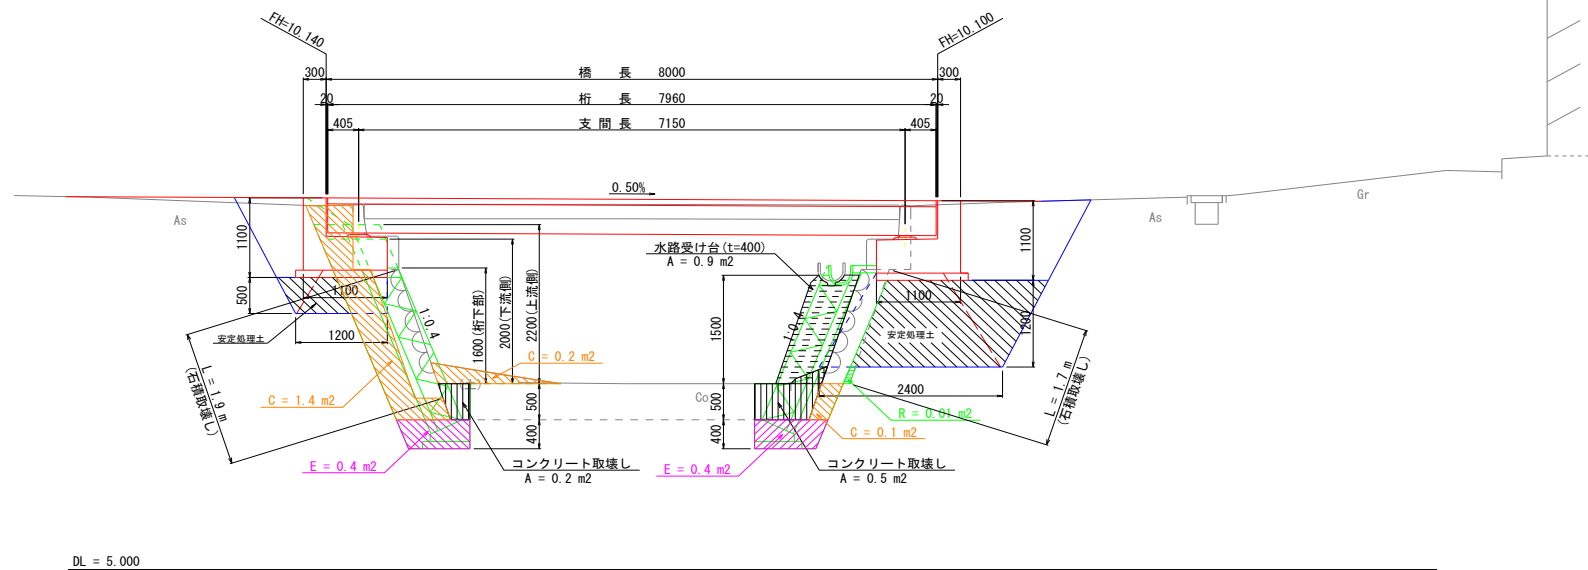 FH=10.140
FH=10.100
300
橋 長 8000
300
20
桁 長 7960
20
405
支 間 長 7150
405
0.50%
As
As
Gr
水路受け台(t=400)
A = 0.9 m2
1100
500
1100
1200
安定処理土
1:0.4
1600(桁下部)
2000(下流側)
2200(上流側)
1500
1:0.4
1100
安定処理土
1100
1200
L = 1.9 m
(石積取壊し)
C = 0.2 m2
C = 1.4 m2
Co
500
400
500
400
2400
R = 0.01 m2
C = 0.1 m2
L = 1.7 m
(石積取壊し)
E = 0.4 m2
コンクリート取壊し
A = 0.2 m2
E = 0.4 m2
コンクリート取壊し
A = 0.5 m2
DL = 5.000